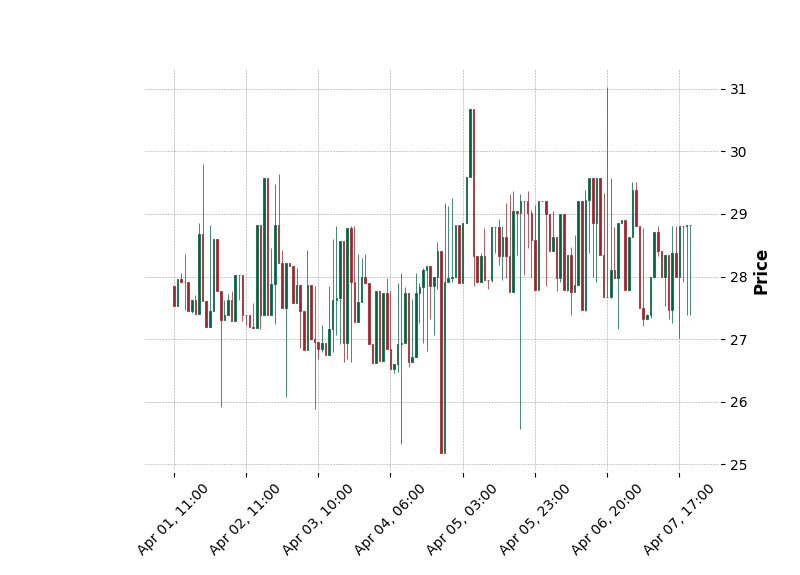 31
30
29
28
27
26
25
Price
Apr 01, 11:00
Apr 02, 11:00
Apr 03, 10:00
Apr 04, 06:00
Apr 05, 03:00
Apr 05, 23:00
Apr 06, 20:00
Apr 07, 17:00